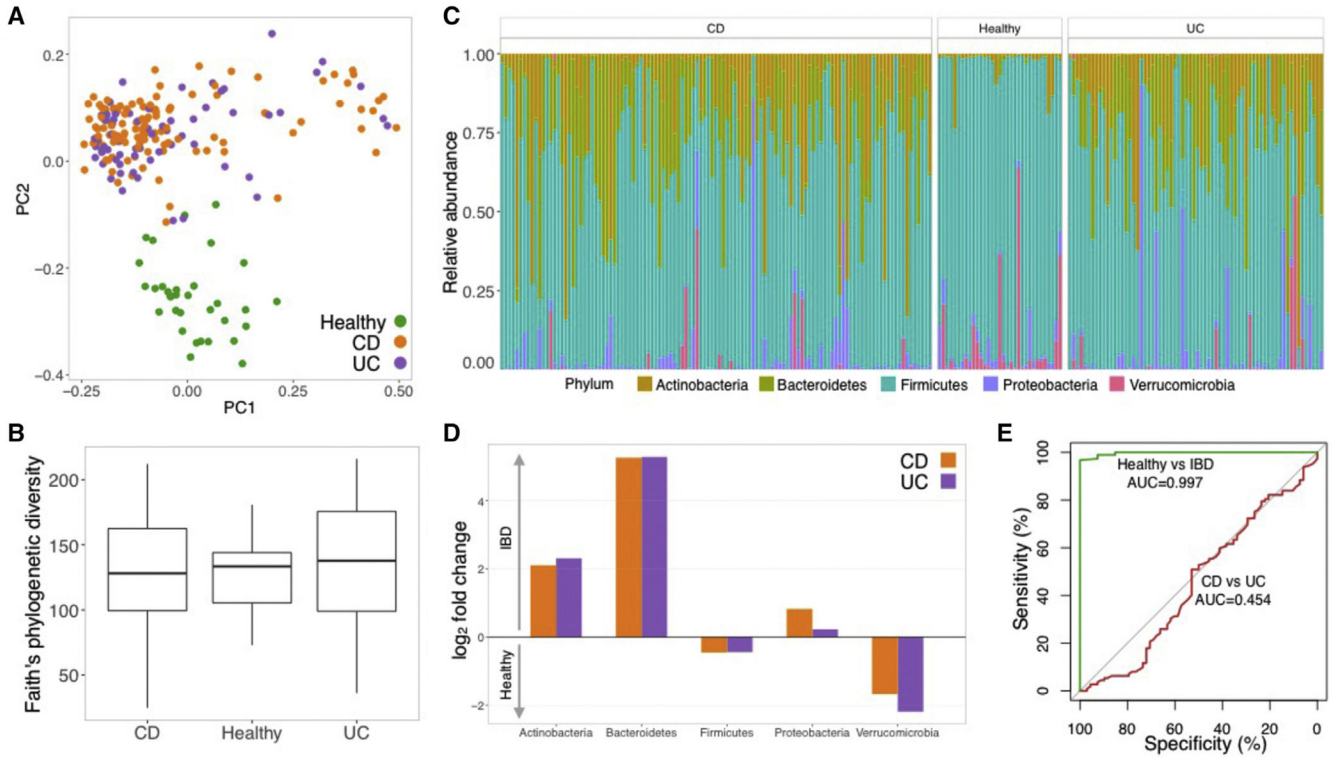 A
0.2
0.0
−0.2
−0.4
PC2
−0.25
0.00
0.25
0.50
PC1
Healthy
CD
UC
C
CD
Healthy
UC
1.00
0.75
0.50
0.25
0.00
Relative abundance
Phylum
Actinobacteria
Bacteroidetes
Firmicutes
Proteobacteria
Verrucomicrobia
B
200
150
100
50
Faith's phylogenetic diversity
CD
Healthy
UC
D
CD
UC
4
2
0
−2
log₂ fold change
IBD
Healthy
Actinobacteria
Bacteroidetes
Firmicutes
Proteobacteria
Verrucomicrobia
E
Healthy vs IBD
AUC=0.997
CD vs UC
AUC=0.454
100
80
60
40
20
0
Sensitivity (%)
100
80
60
40
20
0
Specificity (%)